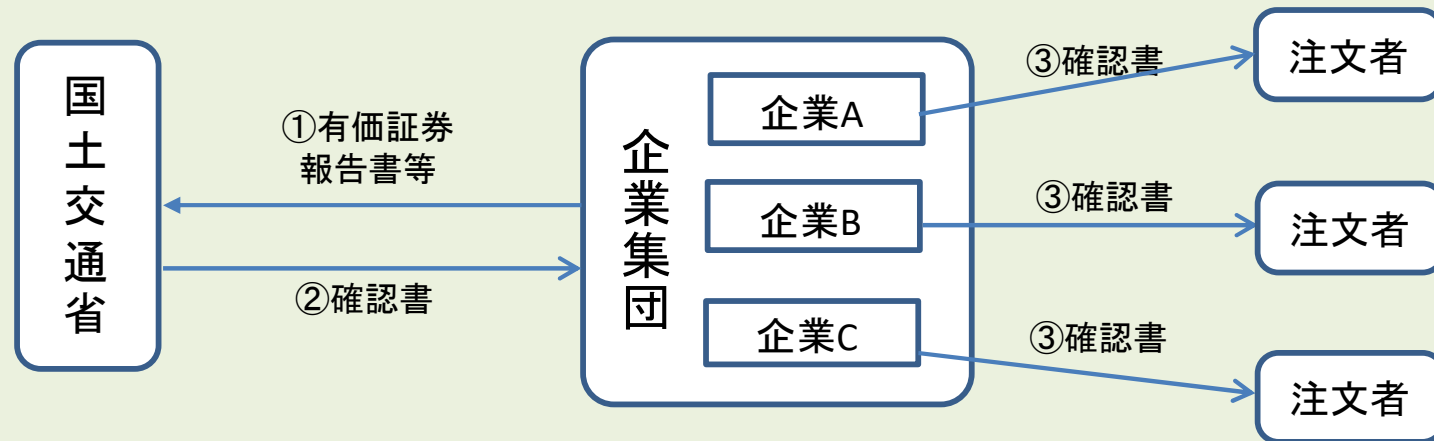 国土交通省
①有価証券
報告書等
②確認書
企業集団
企業A
企業B
企業C
③確認書
注文者
③確認書
注文者
③確認書
注文者